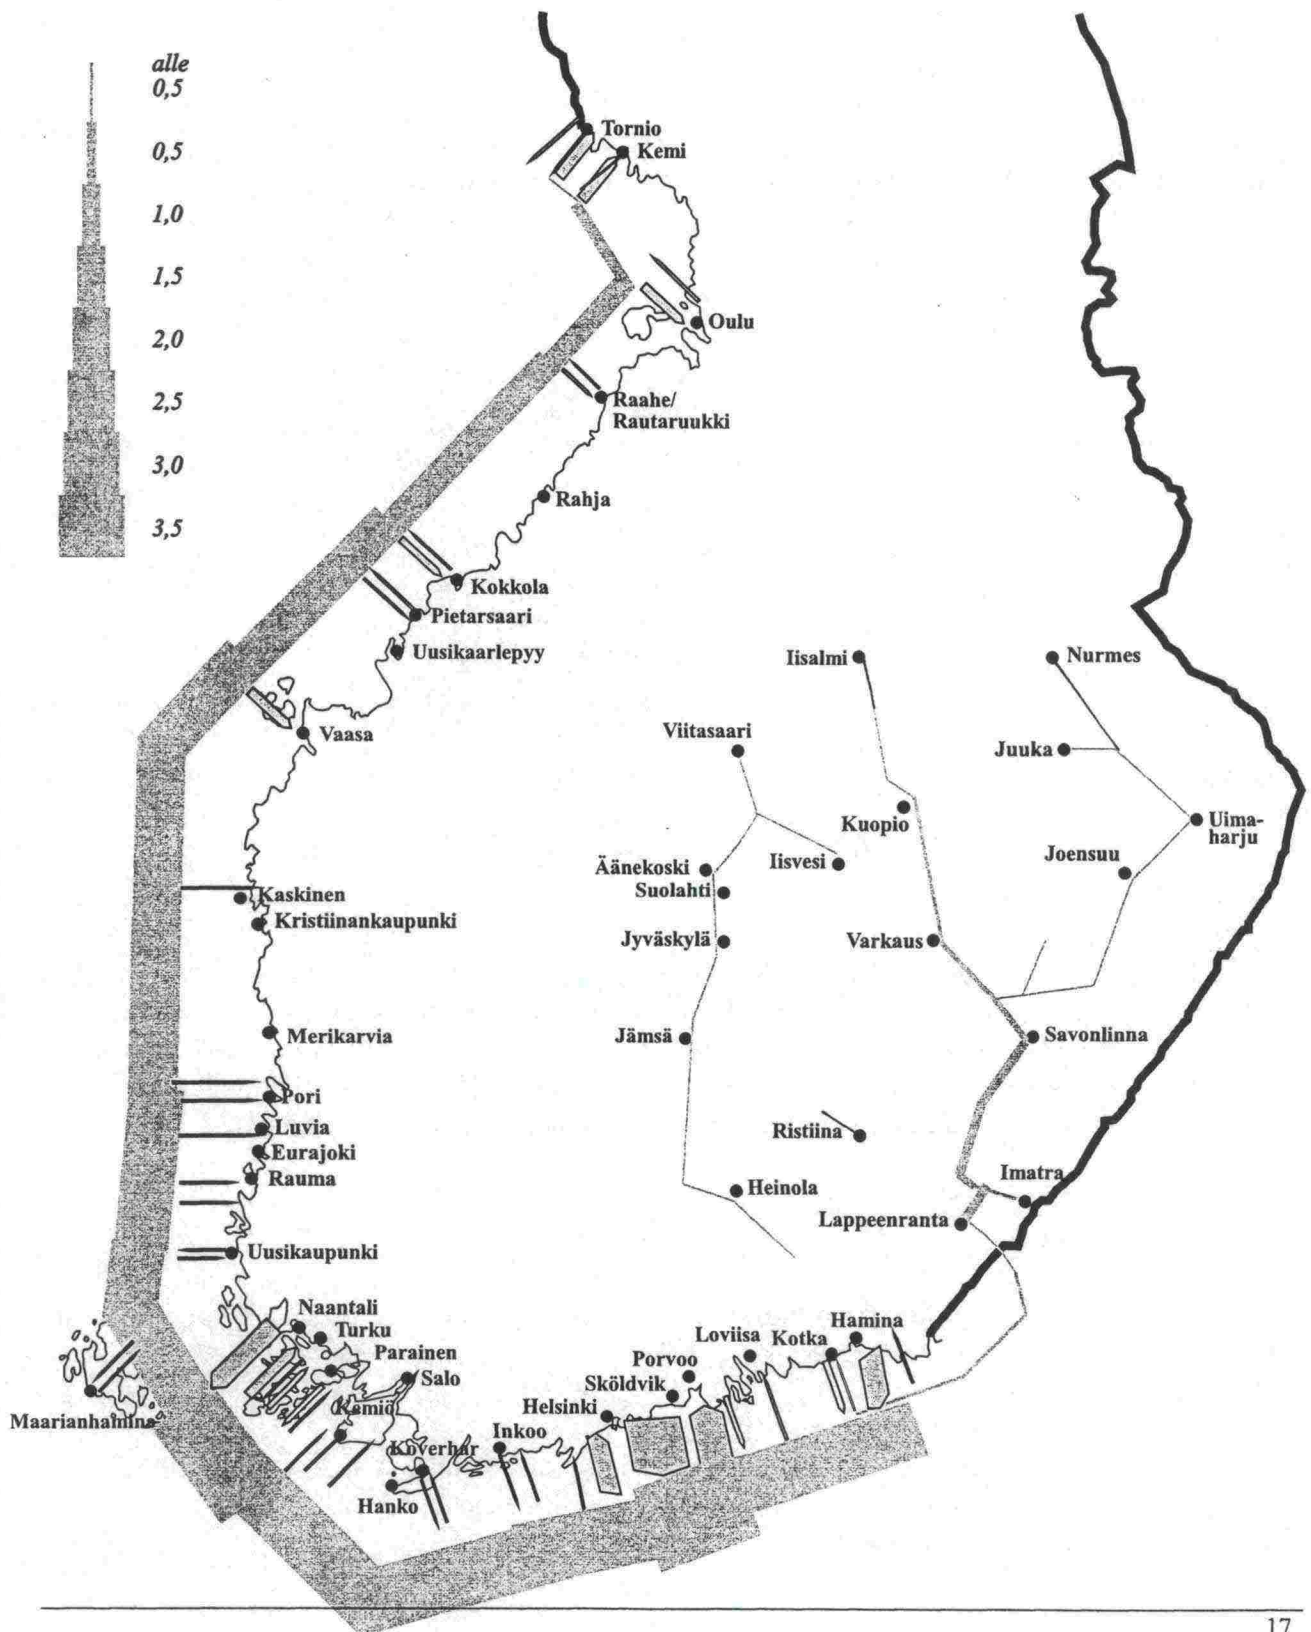 alle
0,5
0,5
1,0
1,5
2,0
2,5
3,0
3,5
Tornio
Kemi
Oulu
Raahe/
Rautaruukki
Rahja
Kokkola
Pietarsaari
Uusikaarlepyy
Vaasa
Iisalmi
Nurmes
Viitasaari
Juuka
Kuopio
Uima-
harju
Joensuu
Iisvesi
Äänekoski
Suolahti
Jyväskylä
Varkaus
Kaskinen
Kristiinankaupunki
Merikarvia
Jämsä
Savonlinna
Pori
Luvia
Eurajoki
Rauma
Ristiina
Imatra
Heinola
Lappeenranta
Uusikaupunki
Naantali
Turku
Parainen
Salo
Kemiö
Maarianhamina
Koverhar
Hanko
Inkoo
Helsinki
Sköldvik
Porvoo
Loviisa
Kotka
Hamina
17